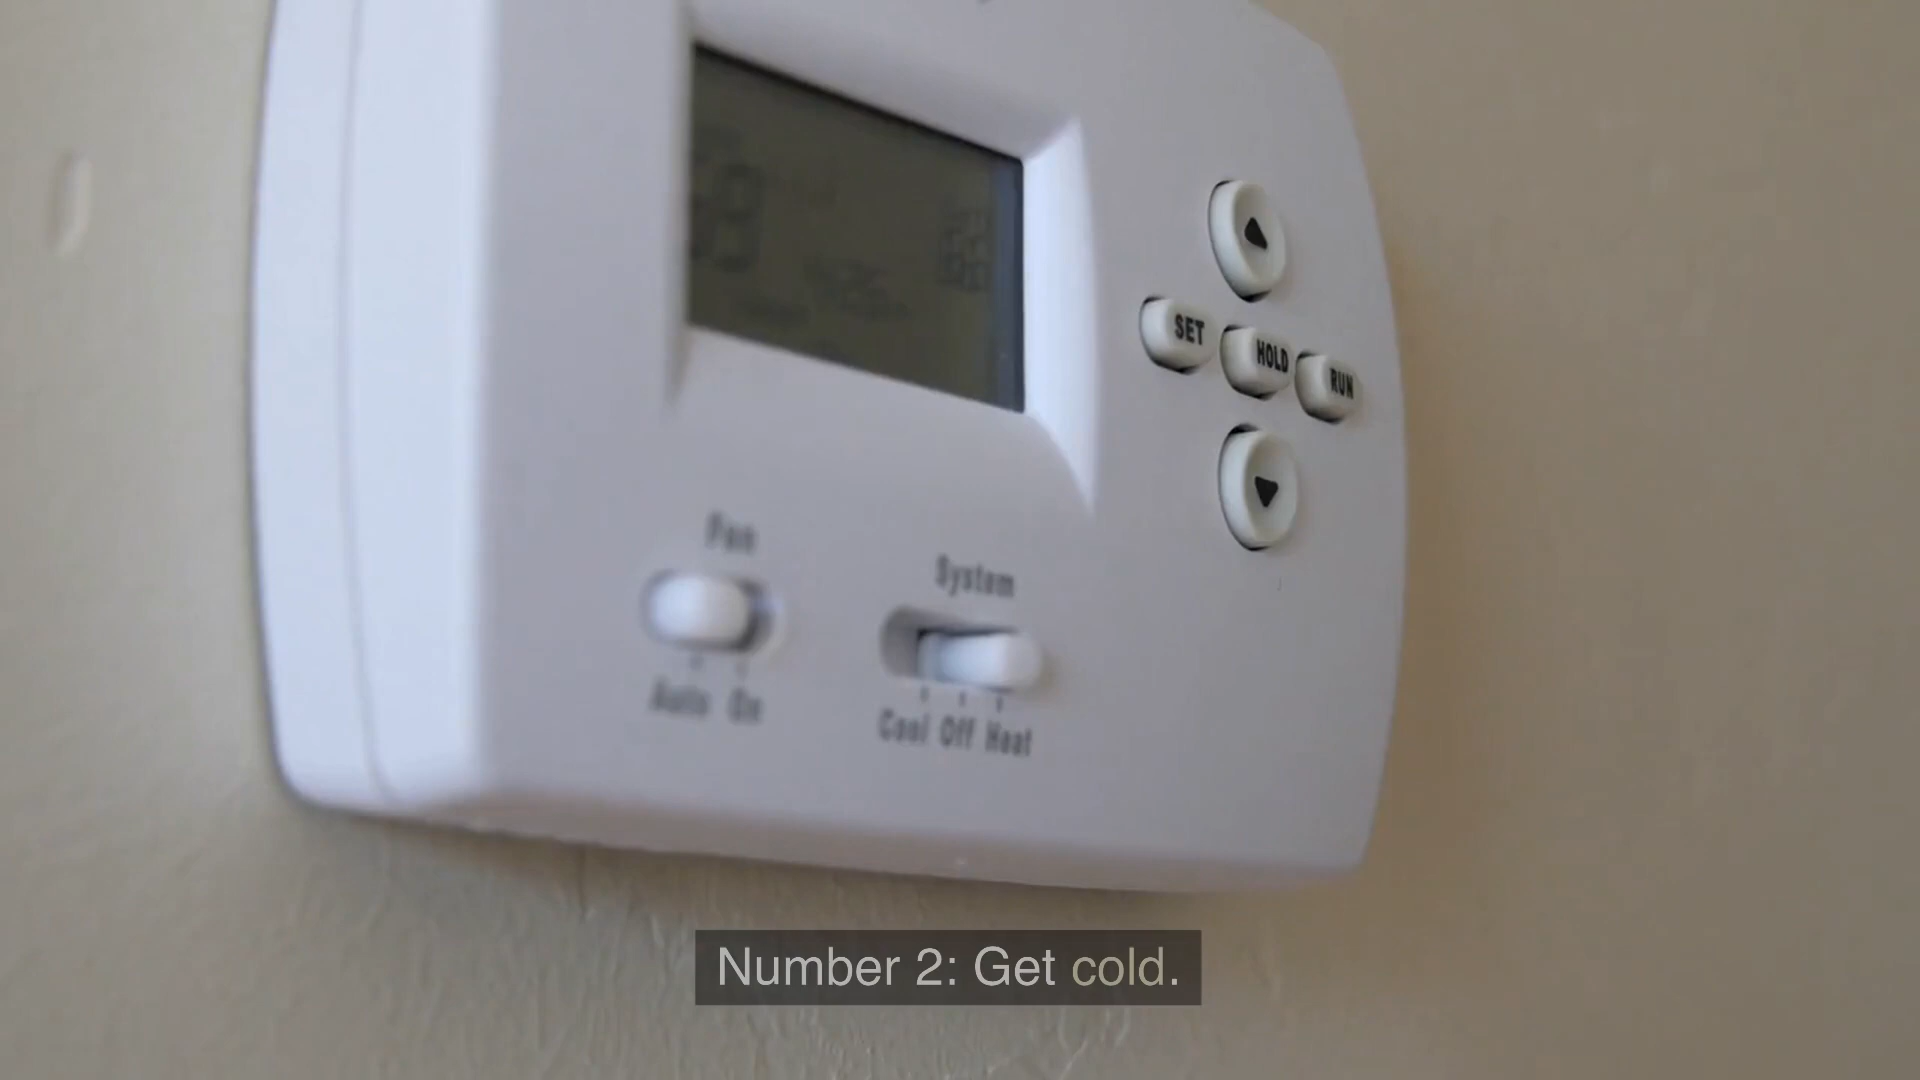 SET
HOLD
RUN
Fan
System
Auto On
Cool Off Heat
Number 2: Get cold.